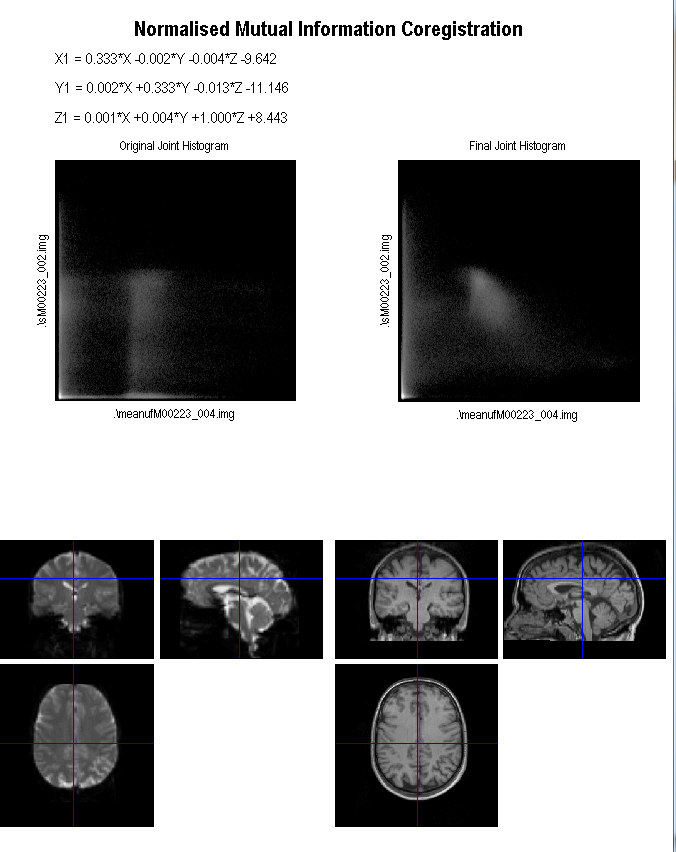 Normalised Mutual Information Coregistration
X1 = 0.333*X -0.002*Y -0.004*Z -9.642
Y1 = 0.002*X +0.333*Y -0.013*Z -11.146
Z1 = 0.001*X +0.004*Y +1.000*Z +8.443
Original Joint Histogram
.\sM00223_002.img
.\meanufM00223_004.img
Final Joint Histogram
.\sM00223_002.img
.\meanufM00223_004.img